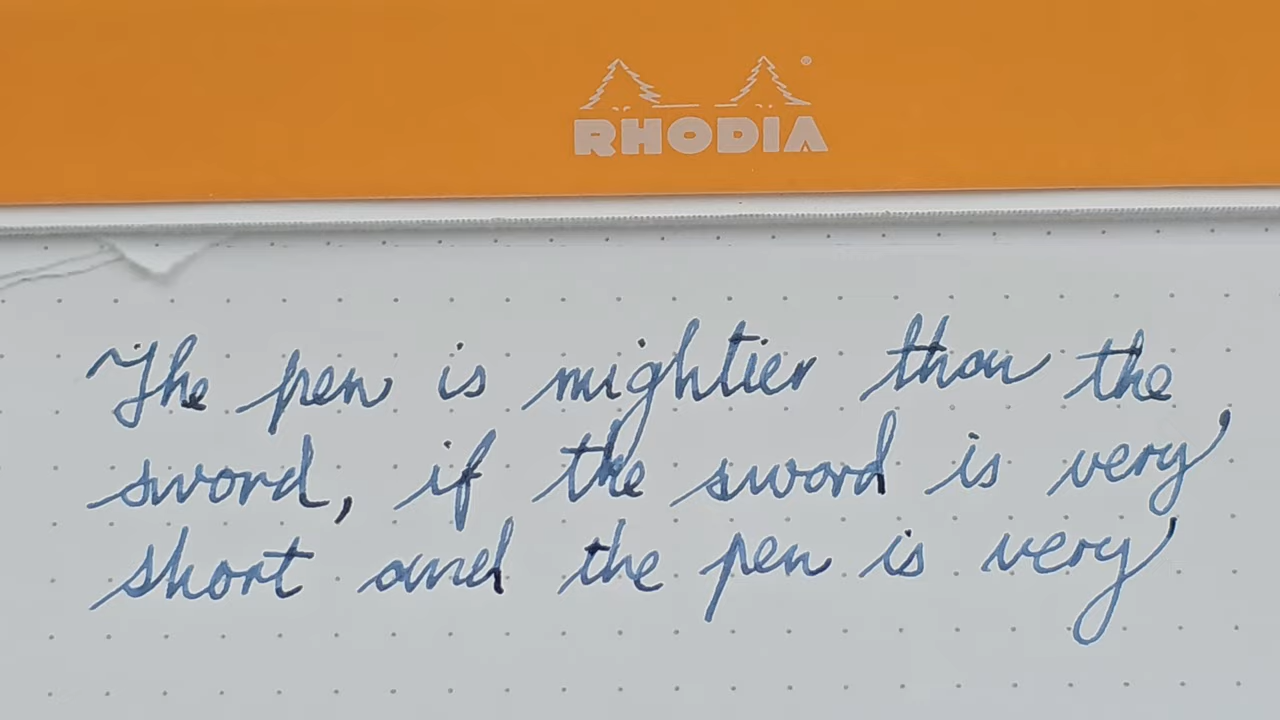 RHODIA®
The pen is mightier than the
sword, if the sword is very
short and the pen is very